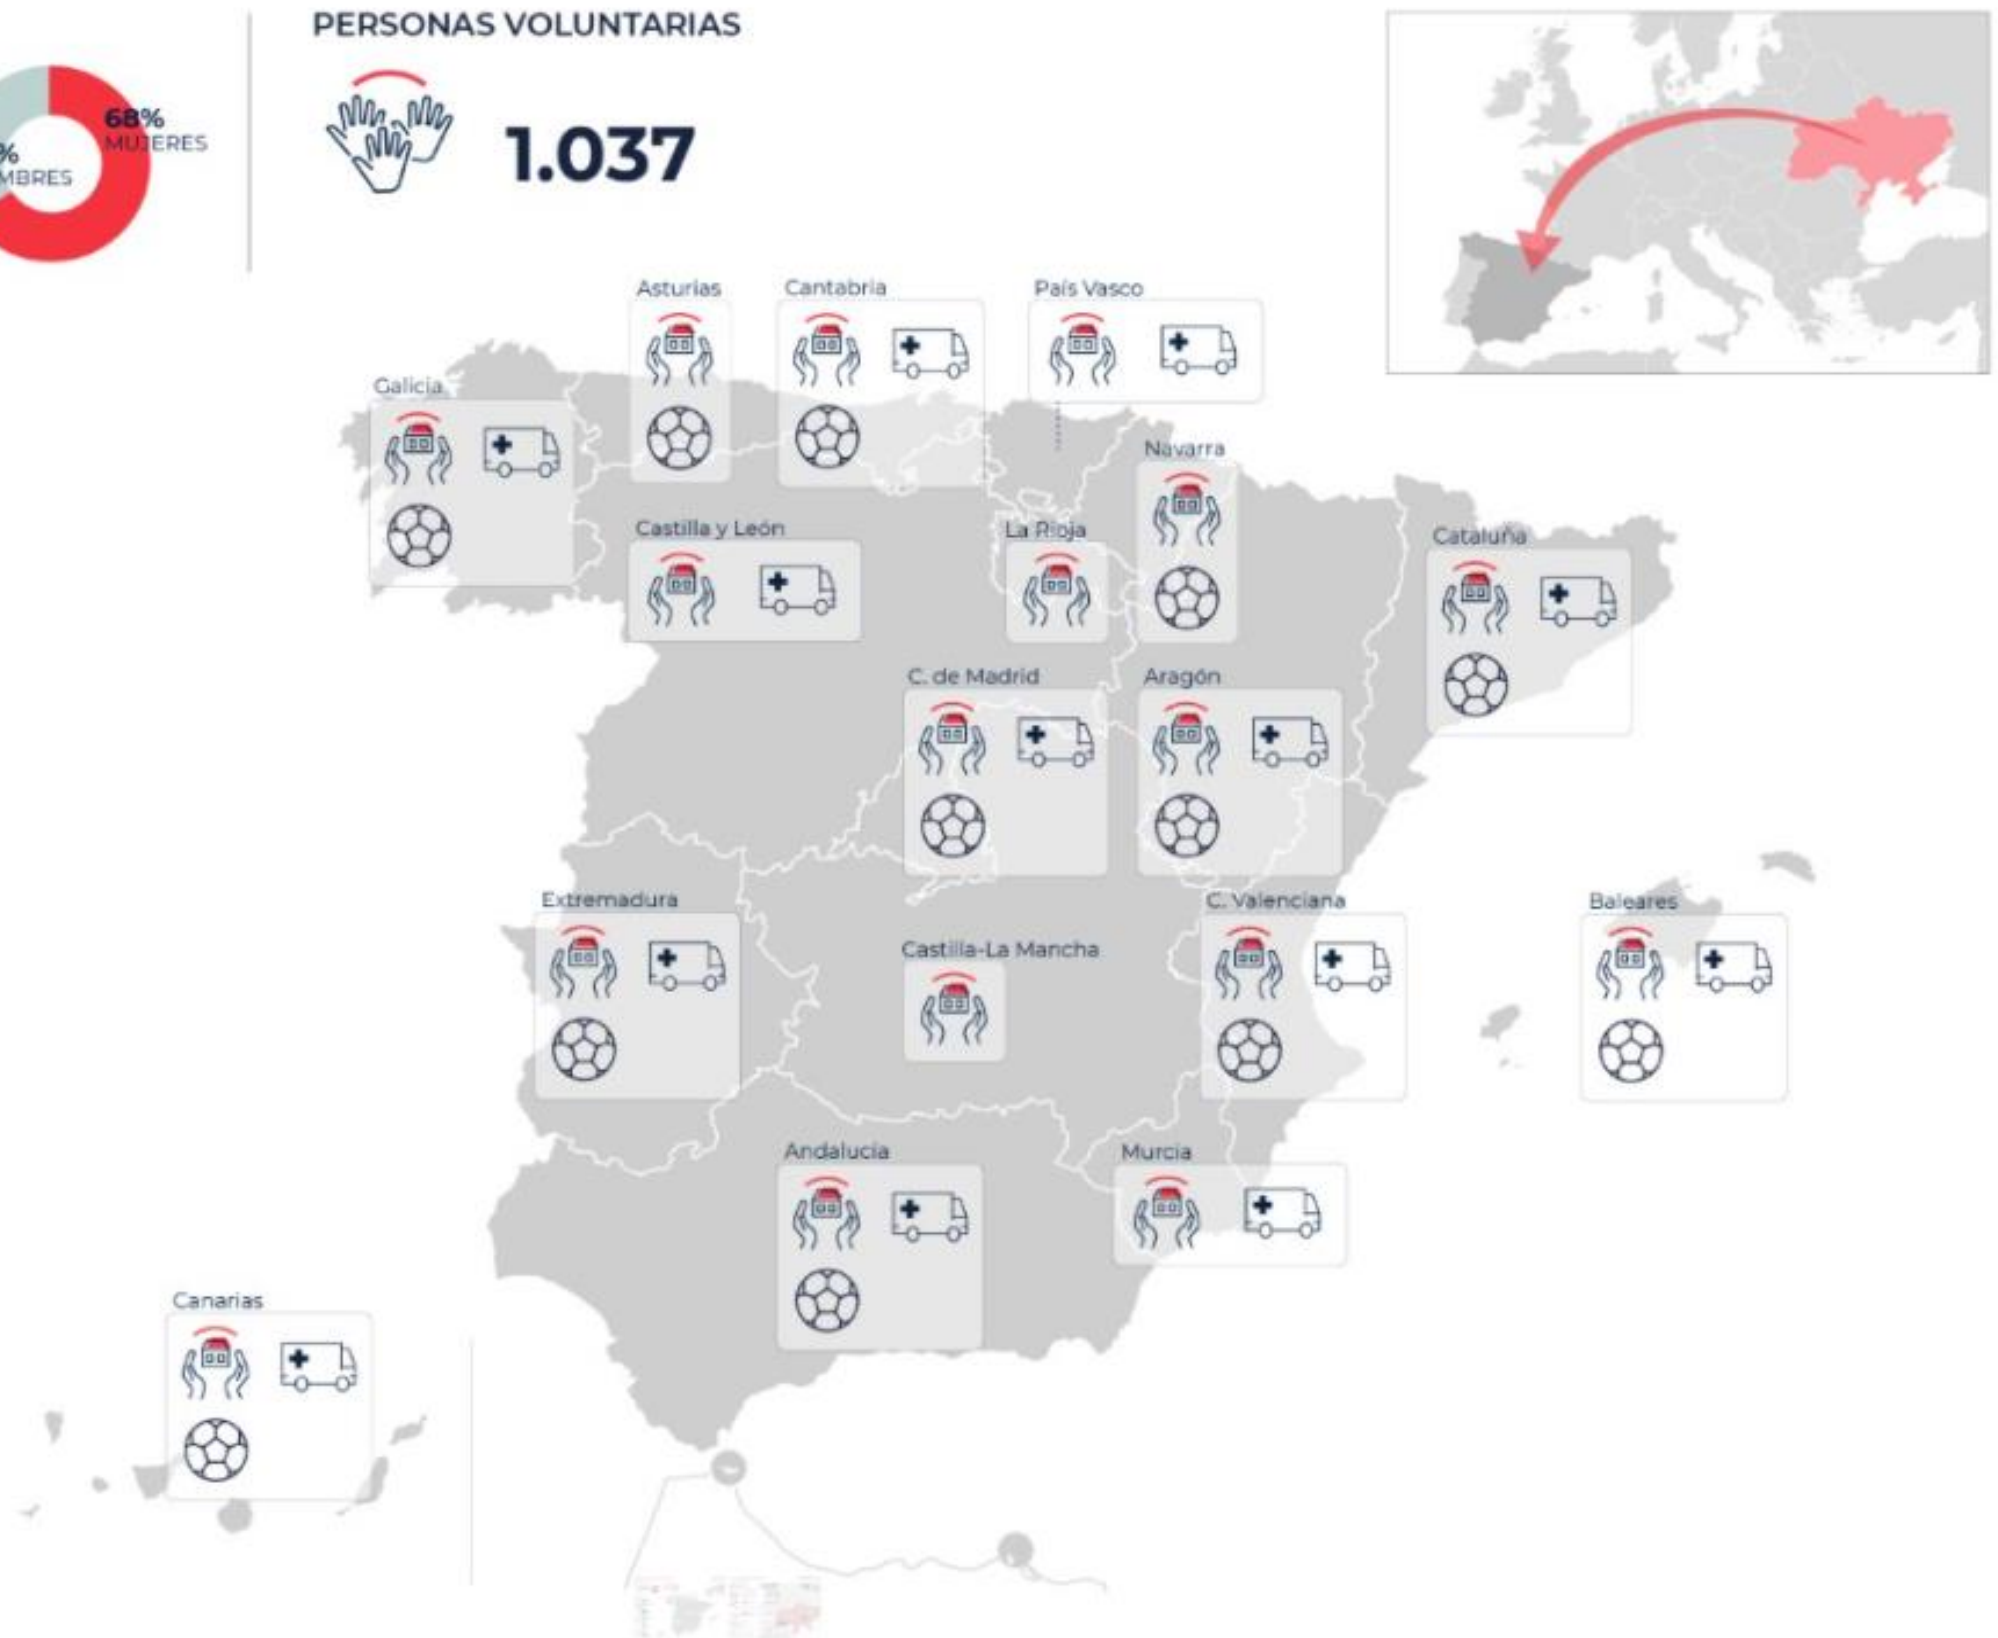 PERSONAS VOLUNTARIAS
68%
MUJERES
%
MBRES
1.037
Asturias
Cantabria
País Vasco
Galicia
Navarra
Castilla y León
La Rioja
Cataluña
C. de Madrid
Aragón
Extremadura
C. Valenciana
Baleares
Castilla-La Mancha
Andalucía
Murcia
Canarias